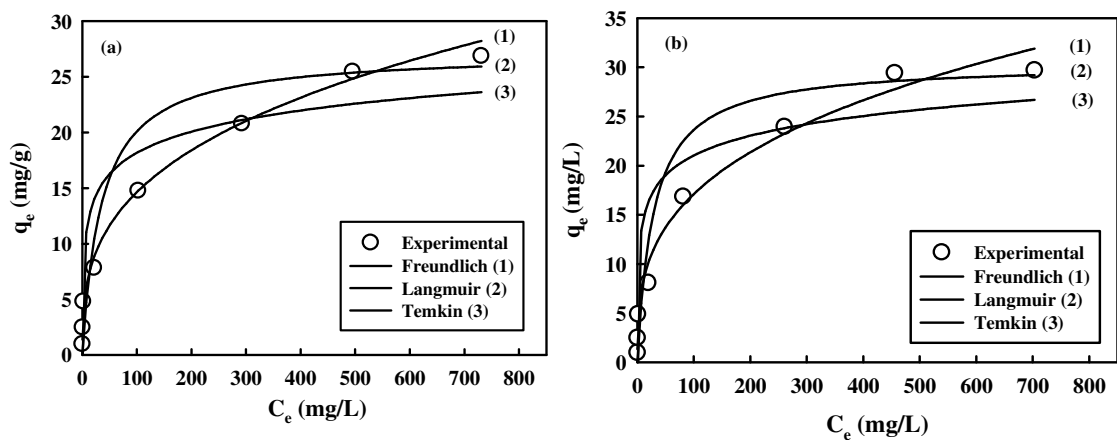 (a)
(1)
(2)
(3)
30
25
20
15
10
5
0
q_e (mg/g)
Experimental
Freundlich (1)
Langmuir (2)
Temkin (3)
0 100 200 300 400 500 600 700 800
C_e (mg/L)
(b)
(1)
(2)
(3)
40
35
30
25
20
15
10
5
0
q_e (mg/L)
Experimental
Freundlich (1)
Langmuir (2)
Temkin (3)
0 100 200 300 400 500 600 700 800
C_e (mg/L)